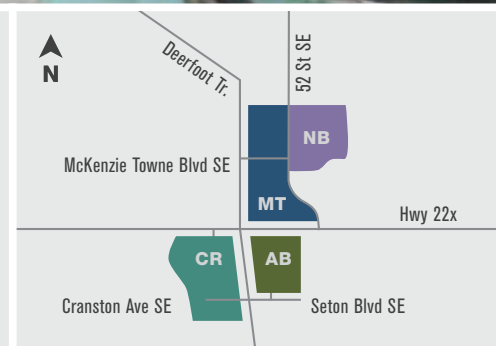 N
Deerfoot Tr.
52 St SE
NB
McKenzie Towne Blvd SE
MT
Hwy 22x
CR
AB
Cranston Ave SE
Seton Blvd SE